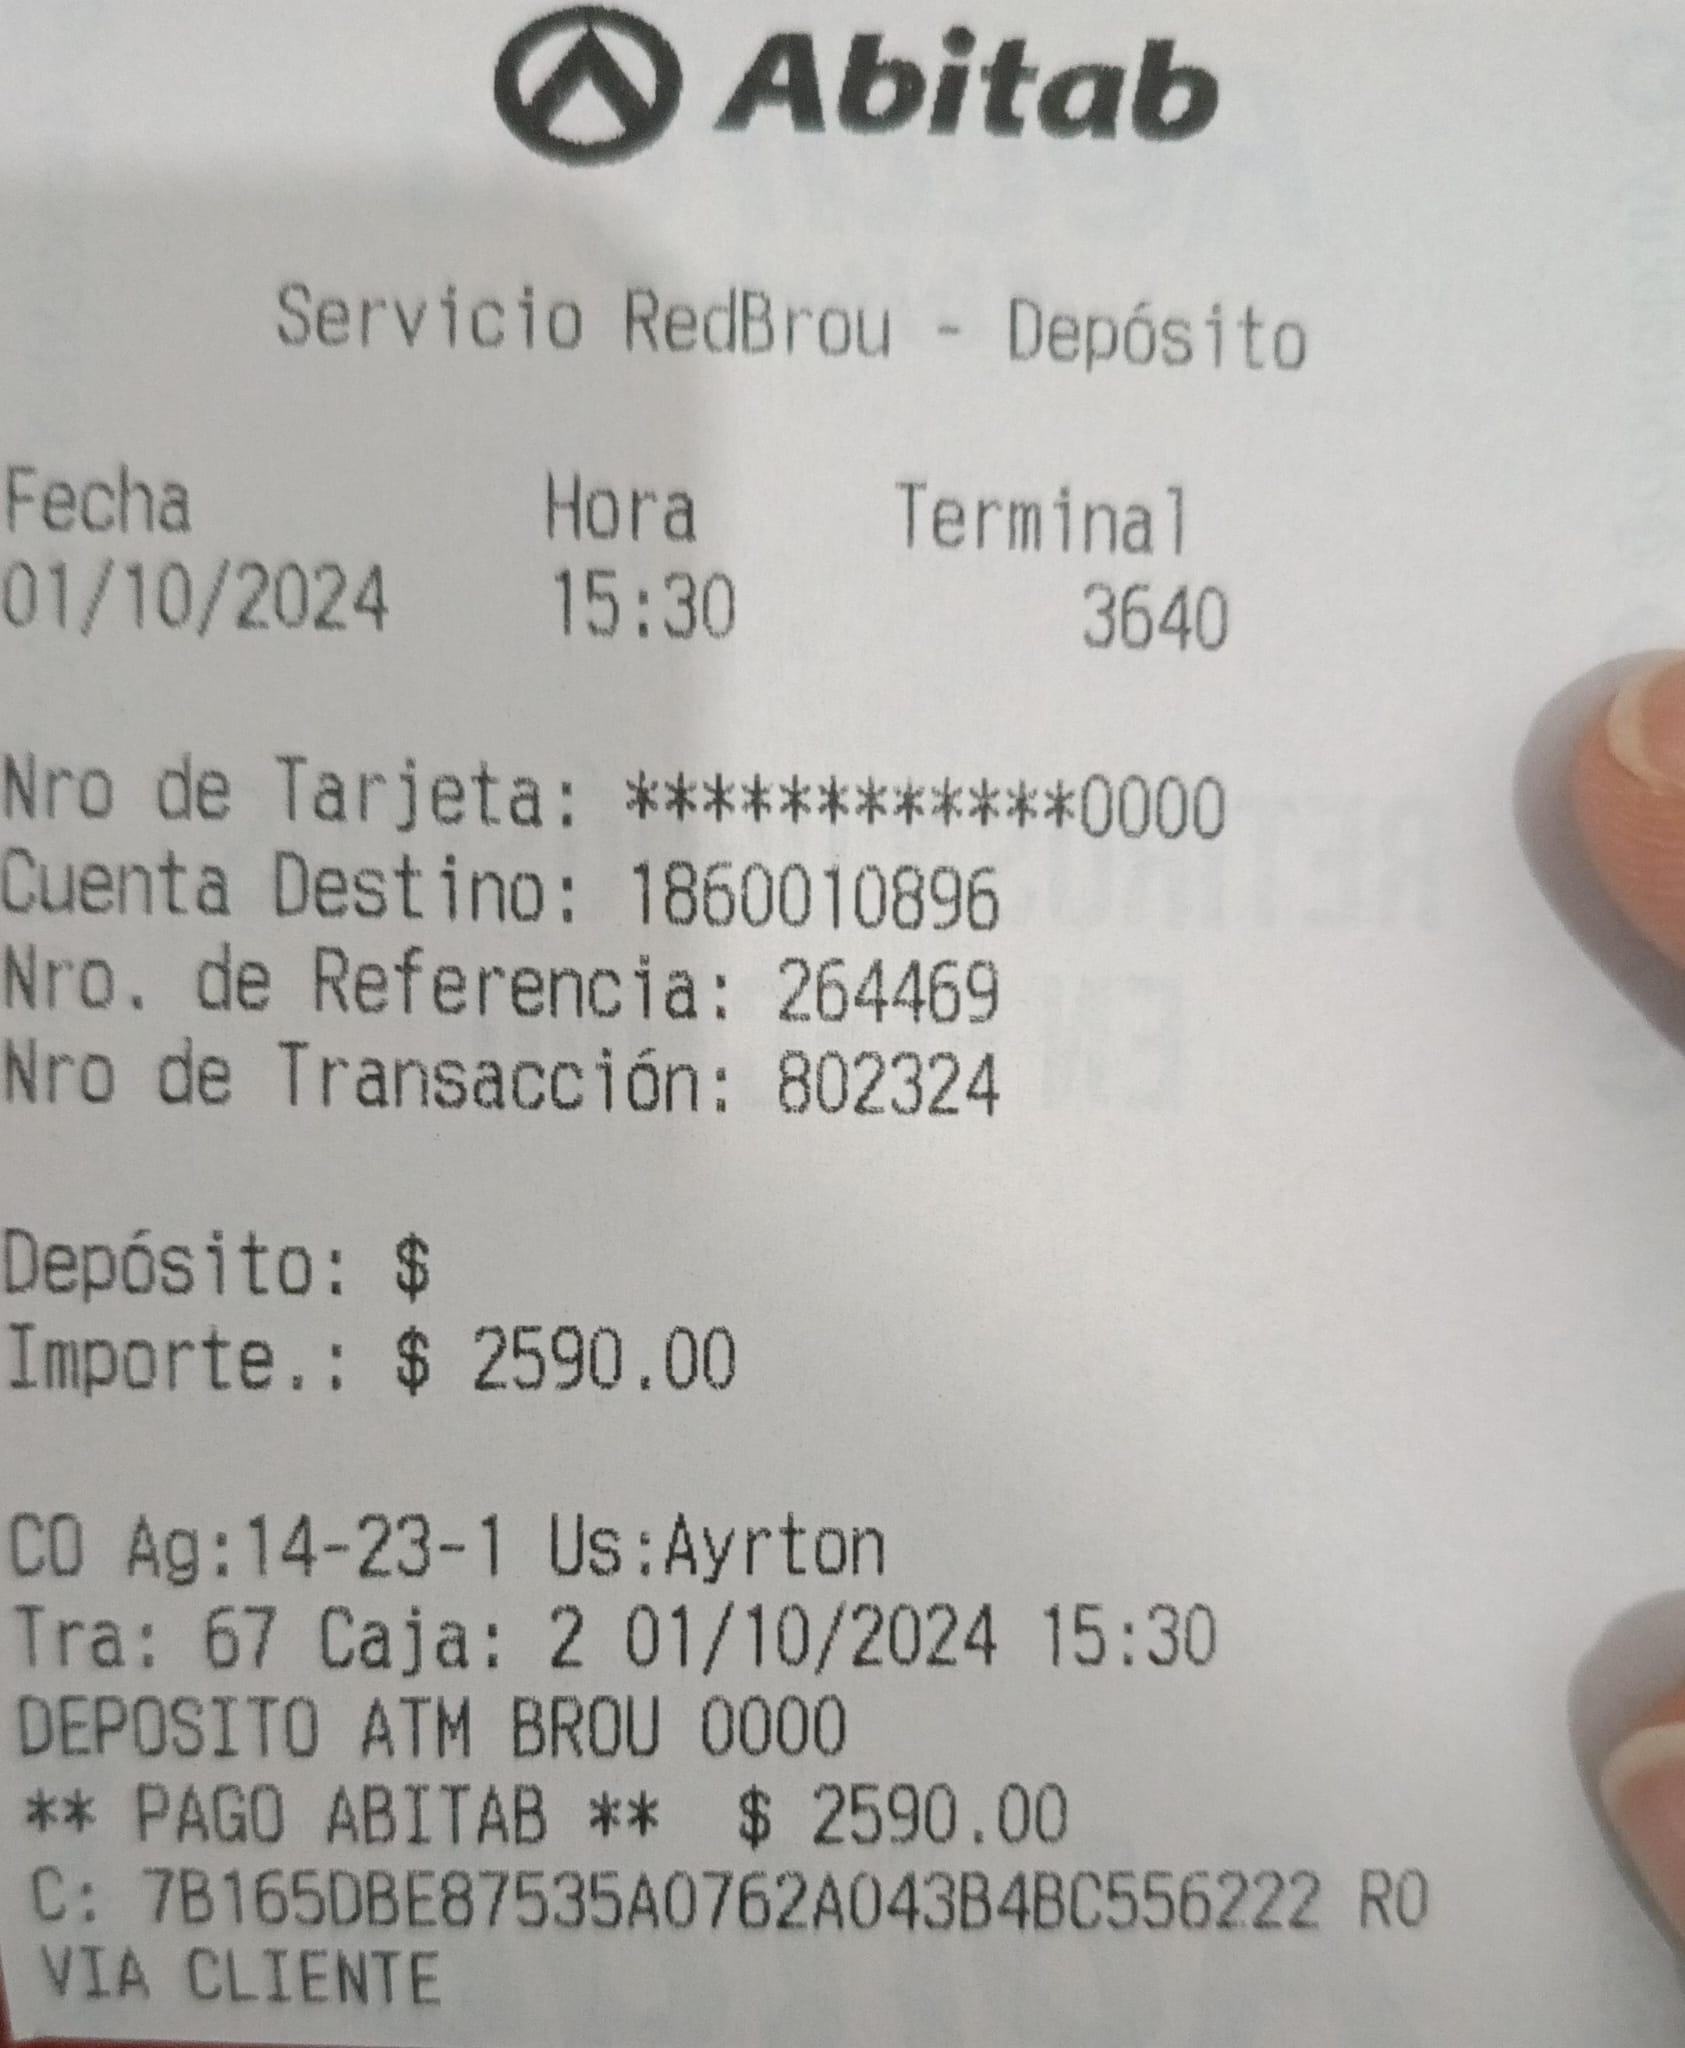 Abitab
Servicio RedBrou - Depósito
Fecha Hora Terminal
01/10/2024 15:30 3640
Nro de Tarjeta: ************0000
Cuenta Destino: 1860010896
Nro. de Referencia: 264469
Nro de Transacción: 802324
Depósito: $
Importe.: $ 2590.00
CO Ag:14-23-1 Us:Ayrton
Tra: 67 Caja: 2 01/10/2024 15:30
DEPOSITO ATM BROU 0000
** PAGO ABITAB ** $ 2590.00
C: 7B165DBE87535A0762A043B4BC556222 RO
VIA CLIENTE